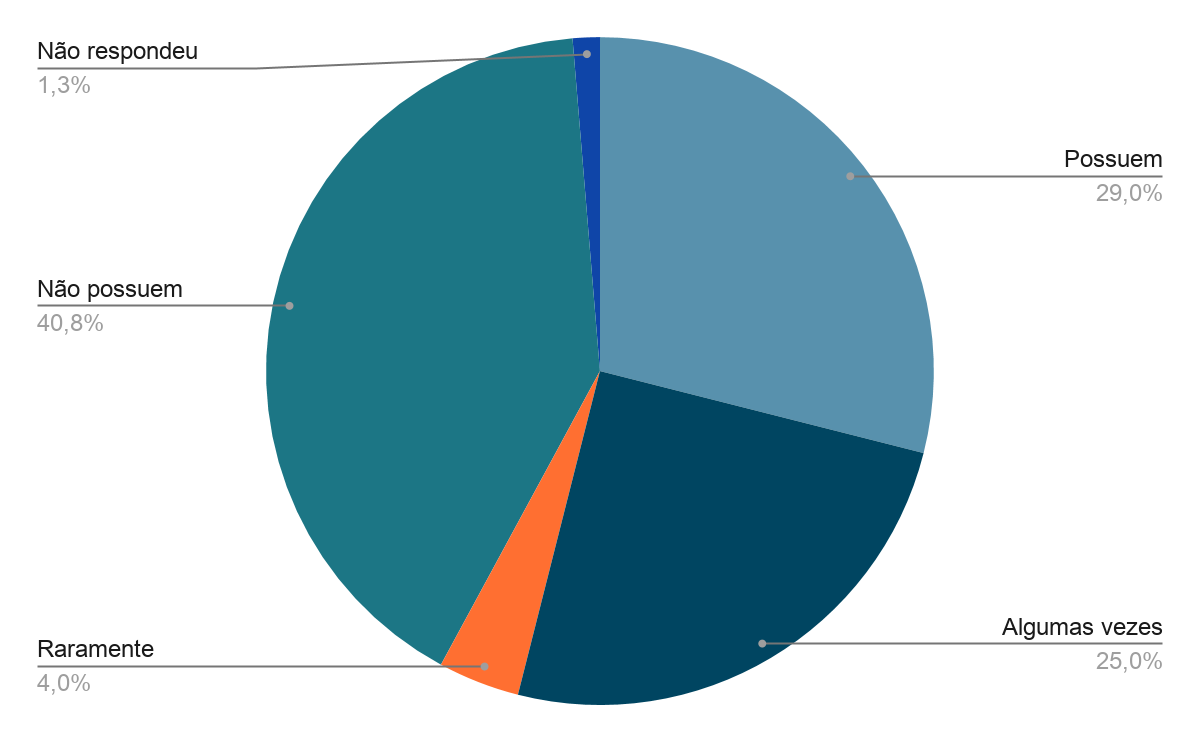 Não respondeu
1,3%
Possuem
29,0%
Não possuem
40,8%
Algumas vezes
25,0%
Raramente
4,0%